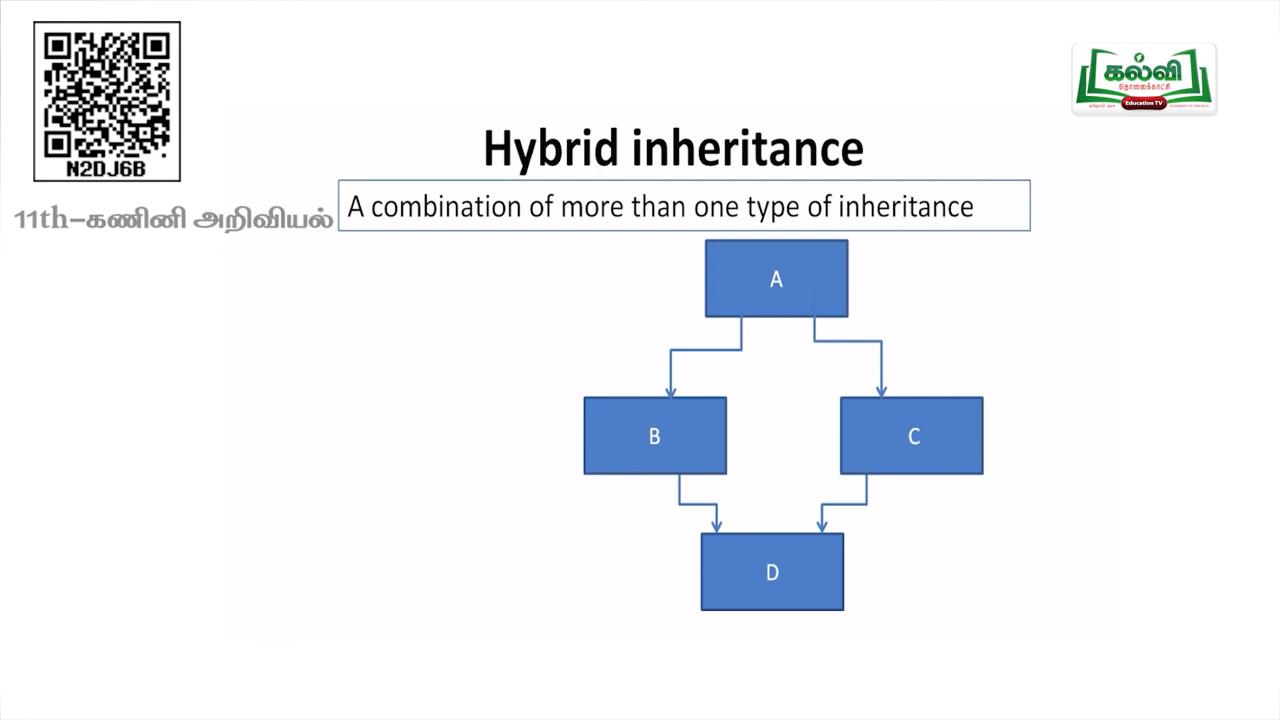 N2DJ6B
கல்வி
தொலைக்காட்சி
Education TV
Hybrid inheritance
11th-கணினி அறிவியல்
A combination of more than one type of inheritance
A
B
C
D